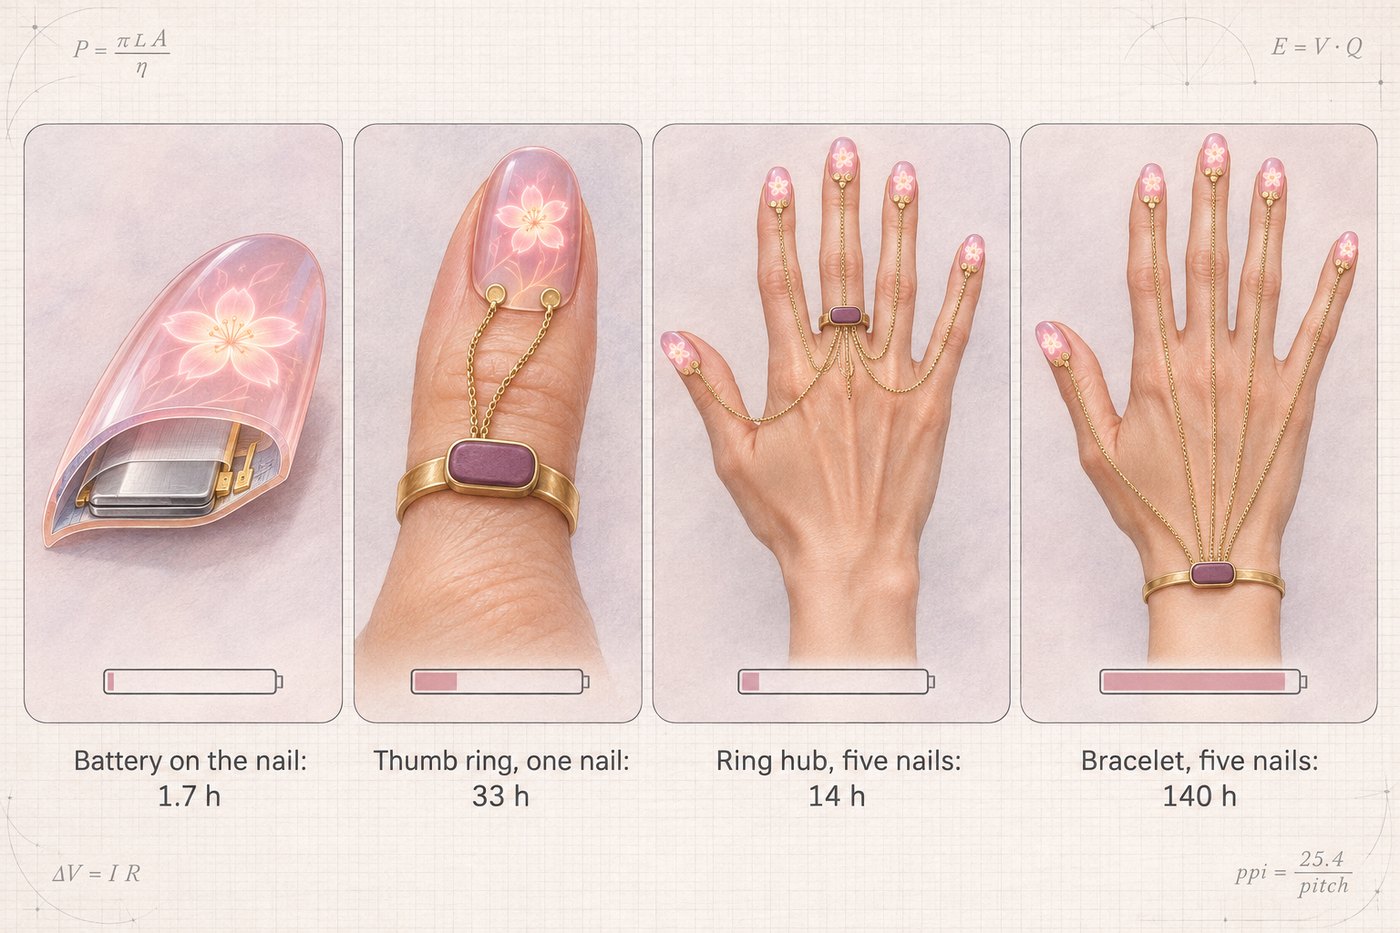 P = πLA / η
E = V · Q
Battery on the nail:
1.7 h
Thumb ring, one nail:
33 h
Ring hub, five nails:
14 h
Bracelet, five nails:
140 h
ΔV = I R
ppi = 25.4 / pitch